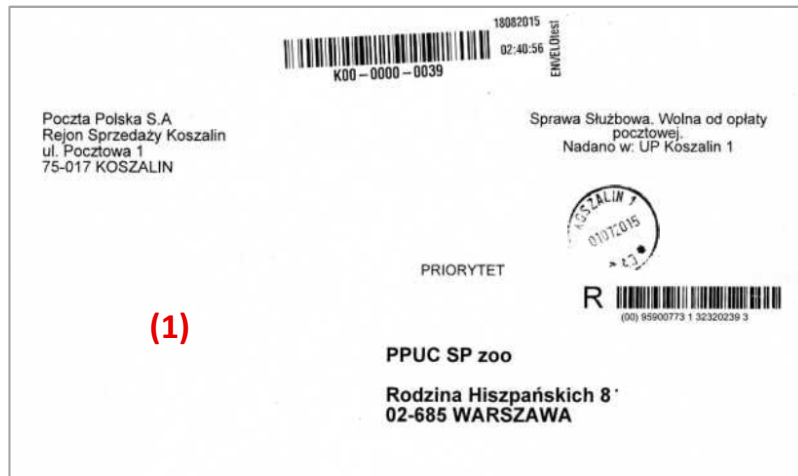 18082015
02:40:56
ENVELOtest
K00-0000-0039
Poczta Polska S.A
Rejon Sprzedaży Koszalin
ul. Pocztowa 1
75-017 KOSZALIN
Sprawa Służbowa. Wolna od opłaty
pocztowej.
Nadano w: UP Koszalin 1
KOSZALIN 1
01072015
PRIORYTET
R
(00) 95900773 1 32320239 3
(1)
PPUC SP zoo
Rodzina Hiszpańskich 8
02-685 WARSZAWA